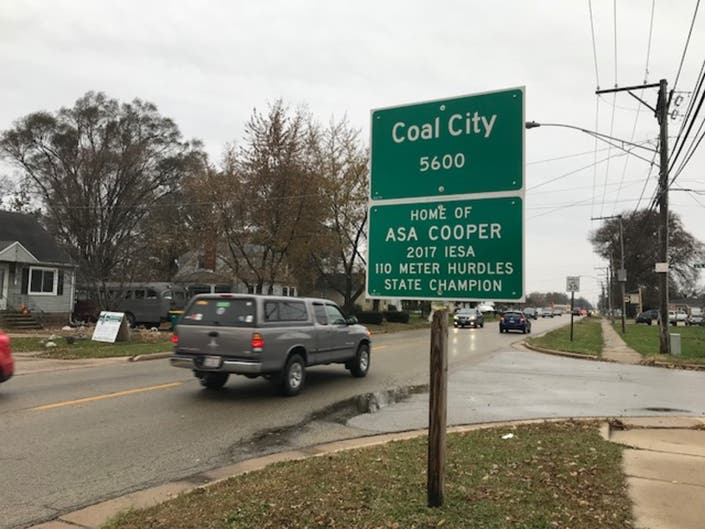 Coal City
5600
HOME OF
ASA COOPER
2017 IESA
110 METER HURDLES
STATE CHAMPION